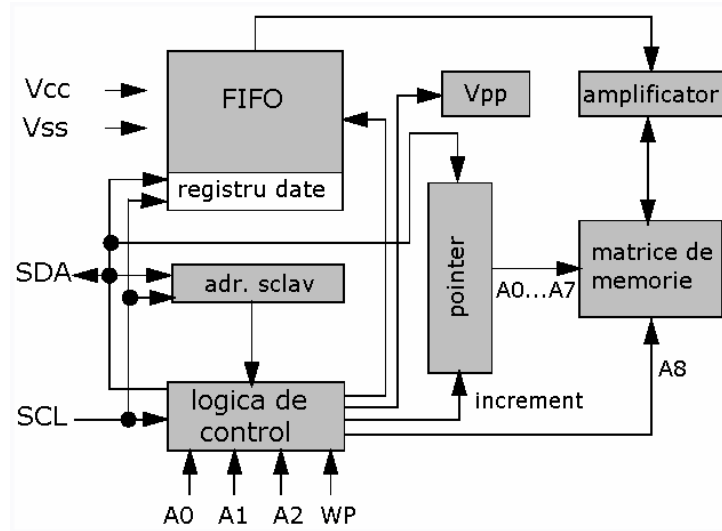 Vcc
Vss
FIFO
registru date
Vpp
amplificator
SDA
adr. sclav
pointer
A0...A7
matrice de
memorie
A8
SCL
logica de
control
increment
A0
A1
A2
WP